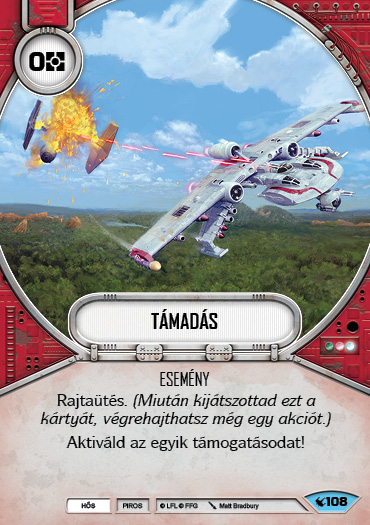 0
TÁMADÁS
ESEMÉNY
Rajtaütés. (Miután kijátszottad ezt a
kártyát, végrehajthatsz még egy akciót.)
Aktiváld az egyik támogatásodat!
HŐS PIROS © LFL © FFG Matt Bradbury 108